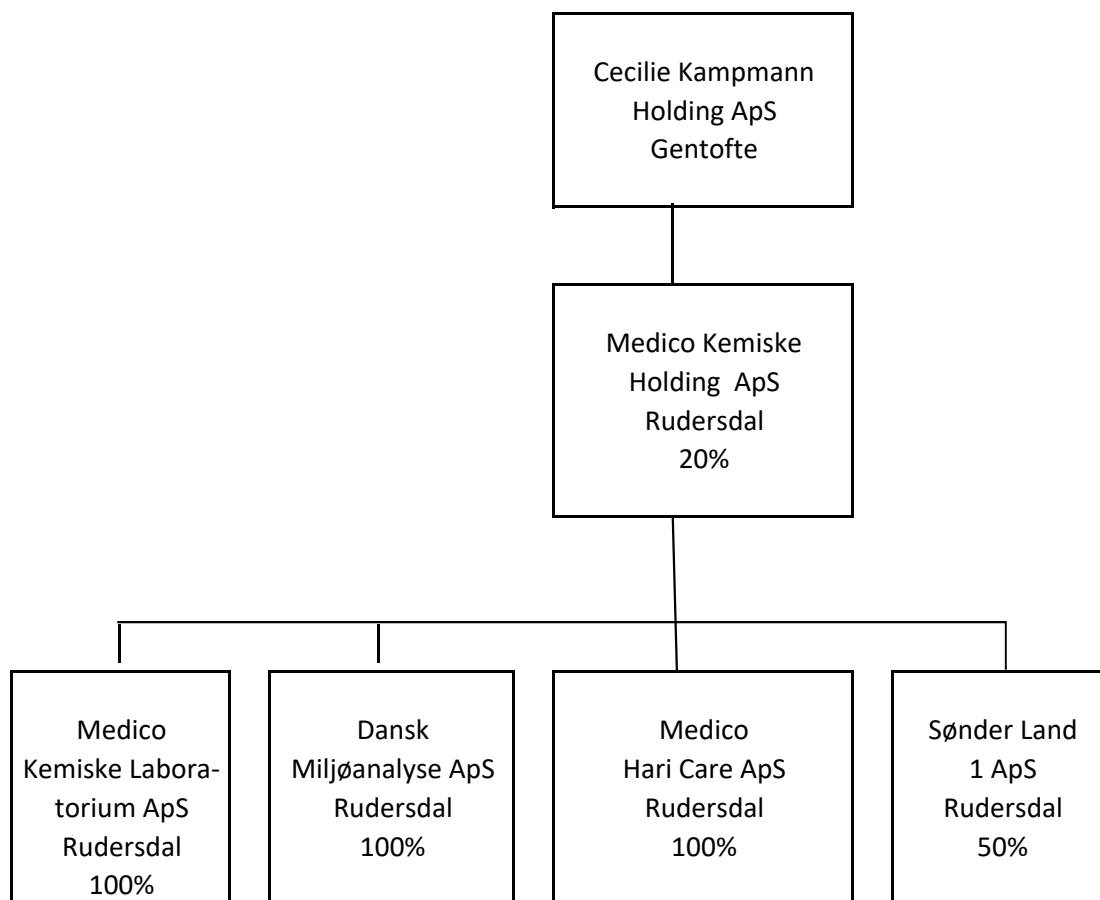 Cecilie Kampmann
Holding ApS
Gentofte
Medico Kemiske
Holding  ApS
Rudersdal
20%
Medico
Kemiske Labora-
torium ApS
Rudersdal
100%
Dansk
Miljøanalyse ApS
Rudersdal
100%
Medico
Hari Care ApS
Rudersdal
100%
Sønder Land
1 ApS
Rudersdal
50%